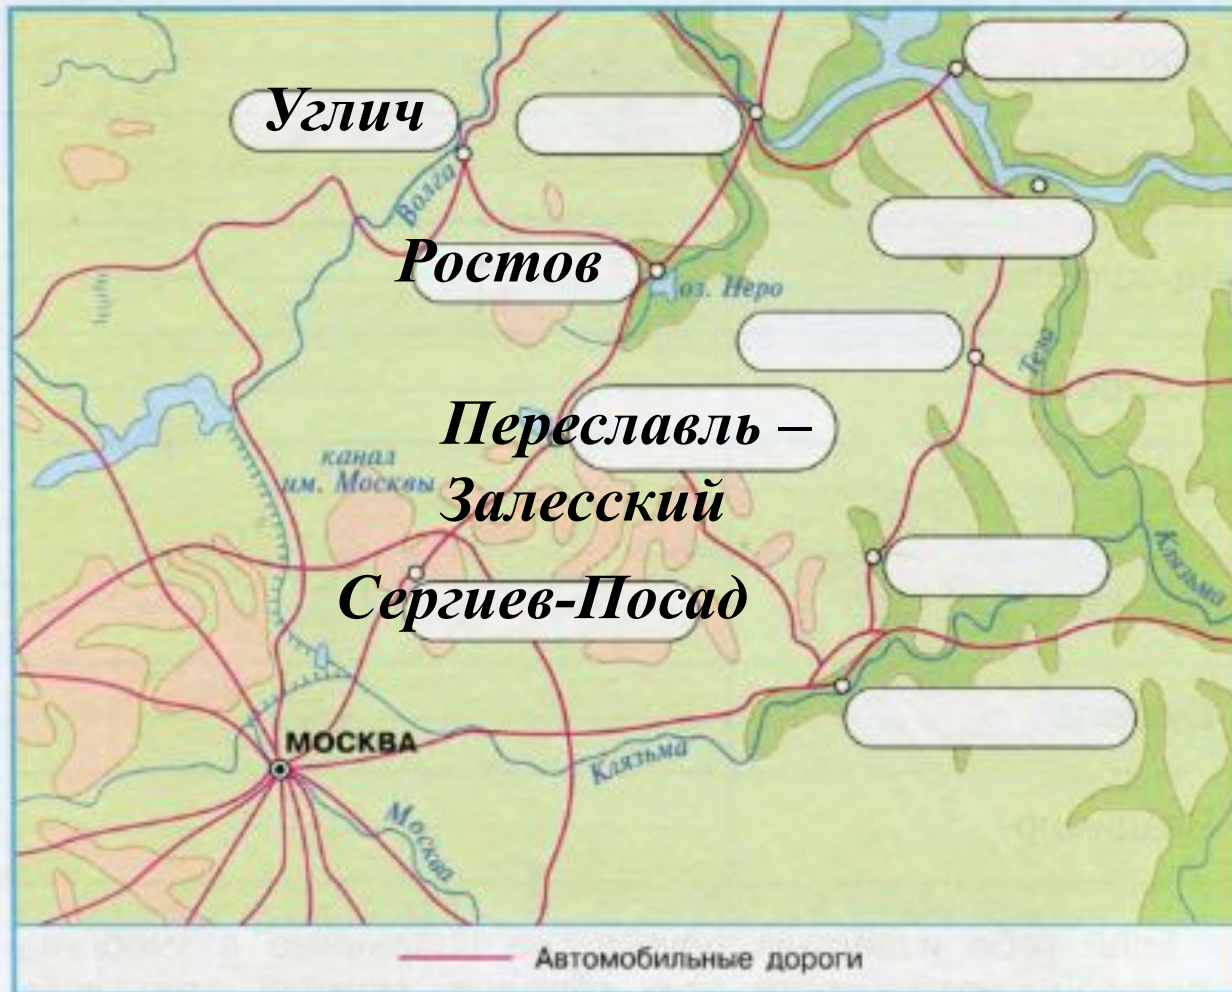 Углич
Волга
Ростов
оз. Неро
Теза
Переславль –
Залесский
канал
им. Москвы
Клязьма
Сергиев-Посад
МОСКВА
Клязьма
Москва
Автомобильные дороги